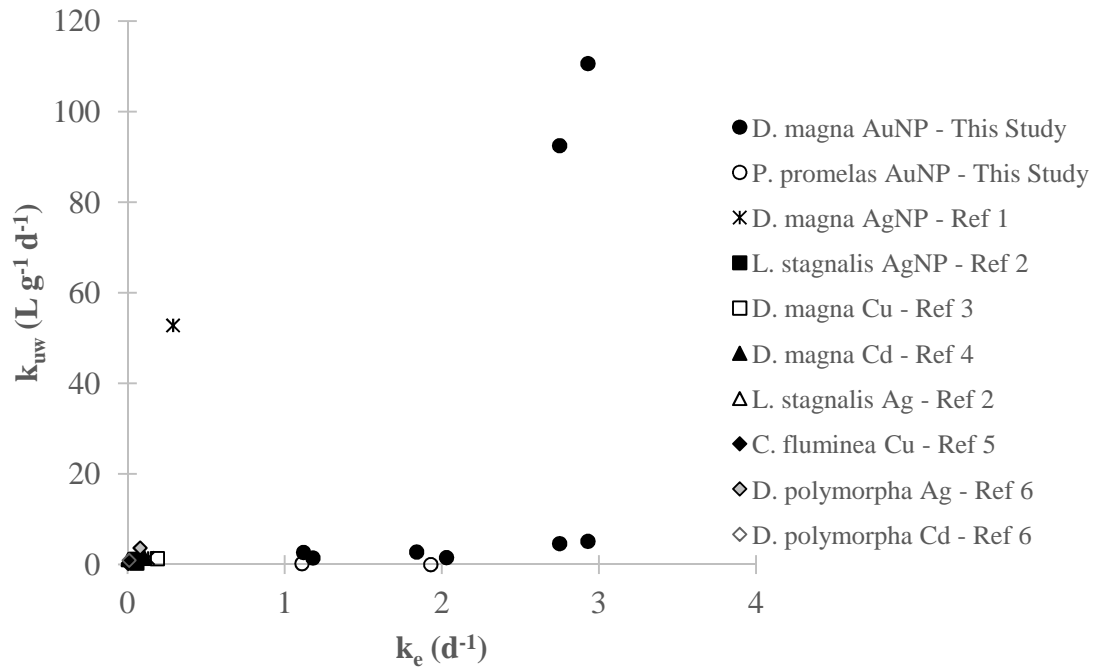 120
100
80
60
40
20
0
k_uw (L g^-1 d^-1)
0 1 2 3 4
k_e (d^-1)
D. magna AuNP - This Study
P. promelas AuNP - This Study
D. magna AgNP - Ref 1
L. stagnalis AgNP - Ref 2
D. magna Cu - Ref 3
D. magna Cd - Ref 4
L. stagnalis Ag - Ref 2
C. fluminea Cu - Ref 5
D. polymorpha Ag - Ref 6
D. polymorpha Cd - Ref 6